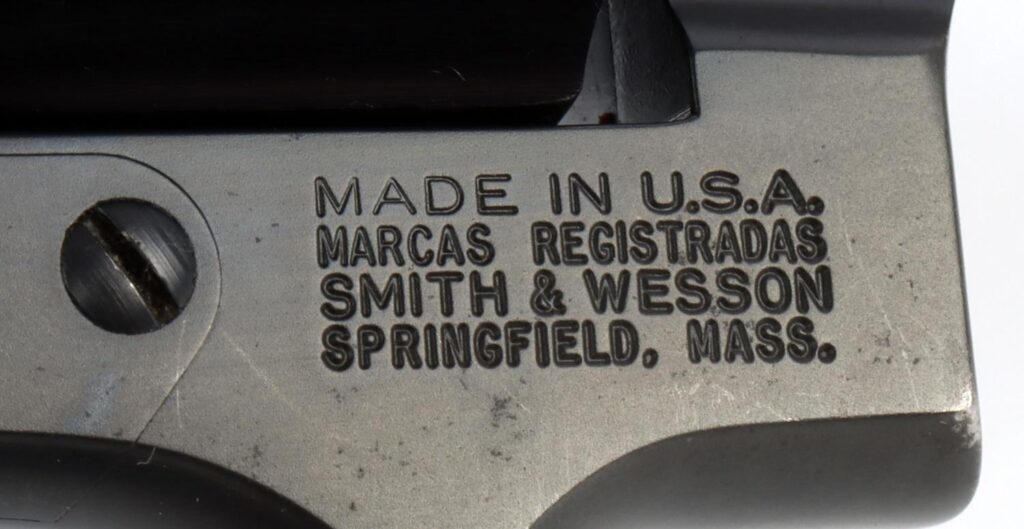 MADE IN U.S.A.
MARCAS REGISTRADAS
SMITH & WESSON
SPRINGFIELD, MASS.